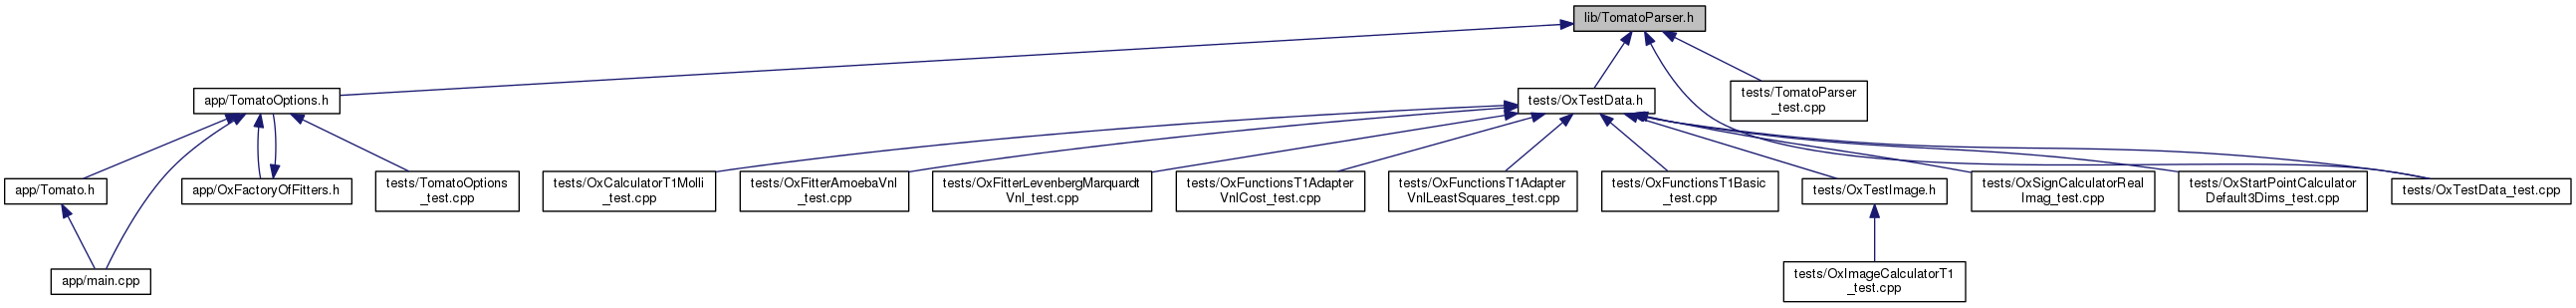 lib/TomatoParser.h
app/TomatoOptions.h
tests/OxTestData.h
tests/TomatoParser
_test.cpp
app/Tomato.h
app/OxFactoryOfFitters.h
tests/TomatoOptions
_test.cpp
tests/OxCalculatorT1Molli
_test.cpp
tests/OxFitterAmoebaVnl
_test.cpp
tests/OxFitterLevenbergMarquardt
Vnl_test.cpp
tests/OxFunctionsT1Adapter
VnlCost_test.cpp
tests/OxFunctionsT1Adapter
VnlLeastSquares_test.cpp
tests/OxFunctionsT1Basic
_test.cpp
tests/OxTestImage.h
tests/OxSignCalculatorReal
Imag_test.cpp
tests/OxStartPointCalculator
Default3Dims_test.cpp
tests/OxTestData_test.cpp
app/main.cpp
tests/OxImageCalculatorT1
_test.cpp